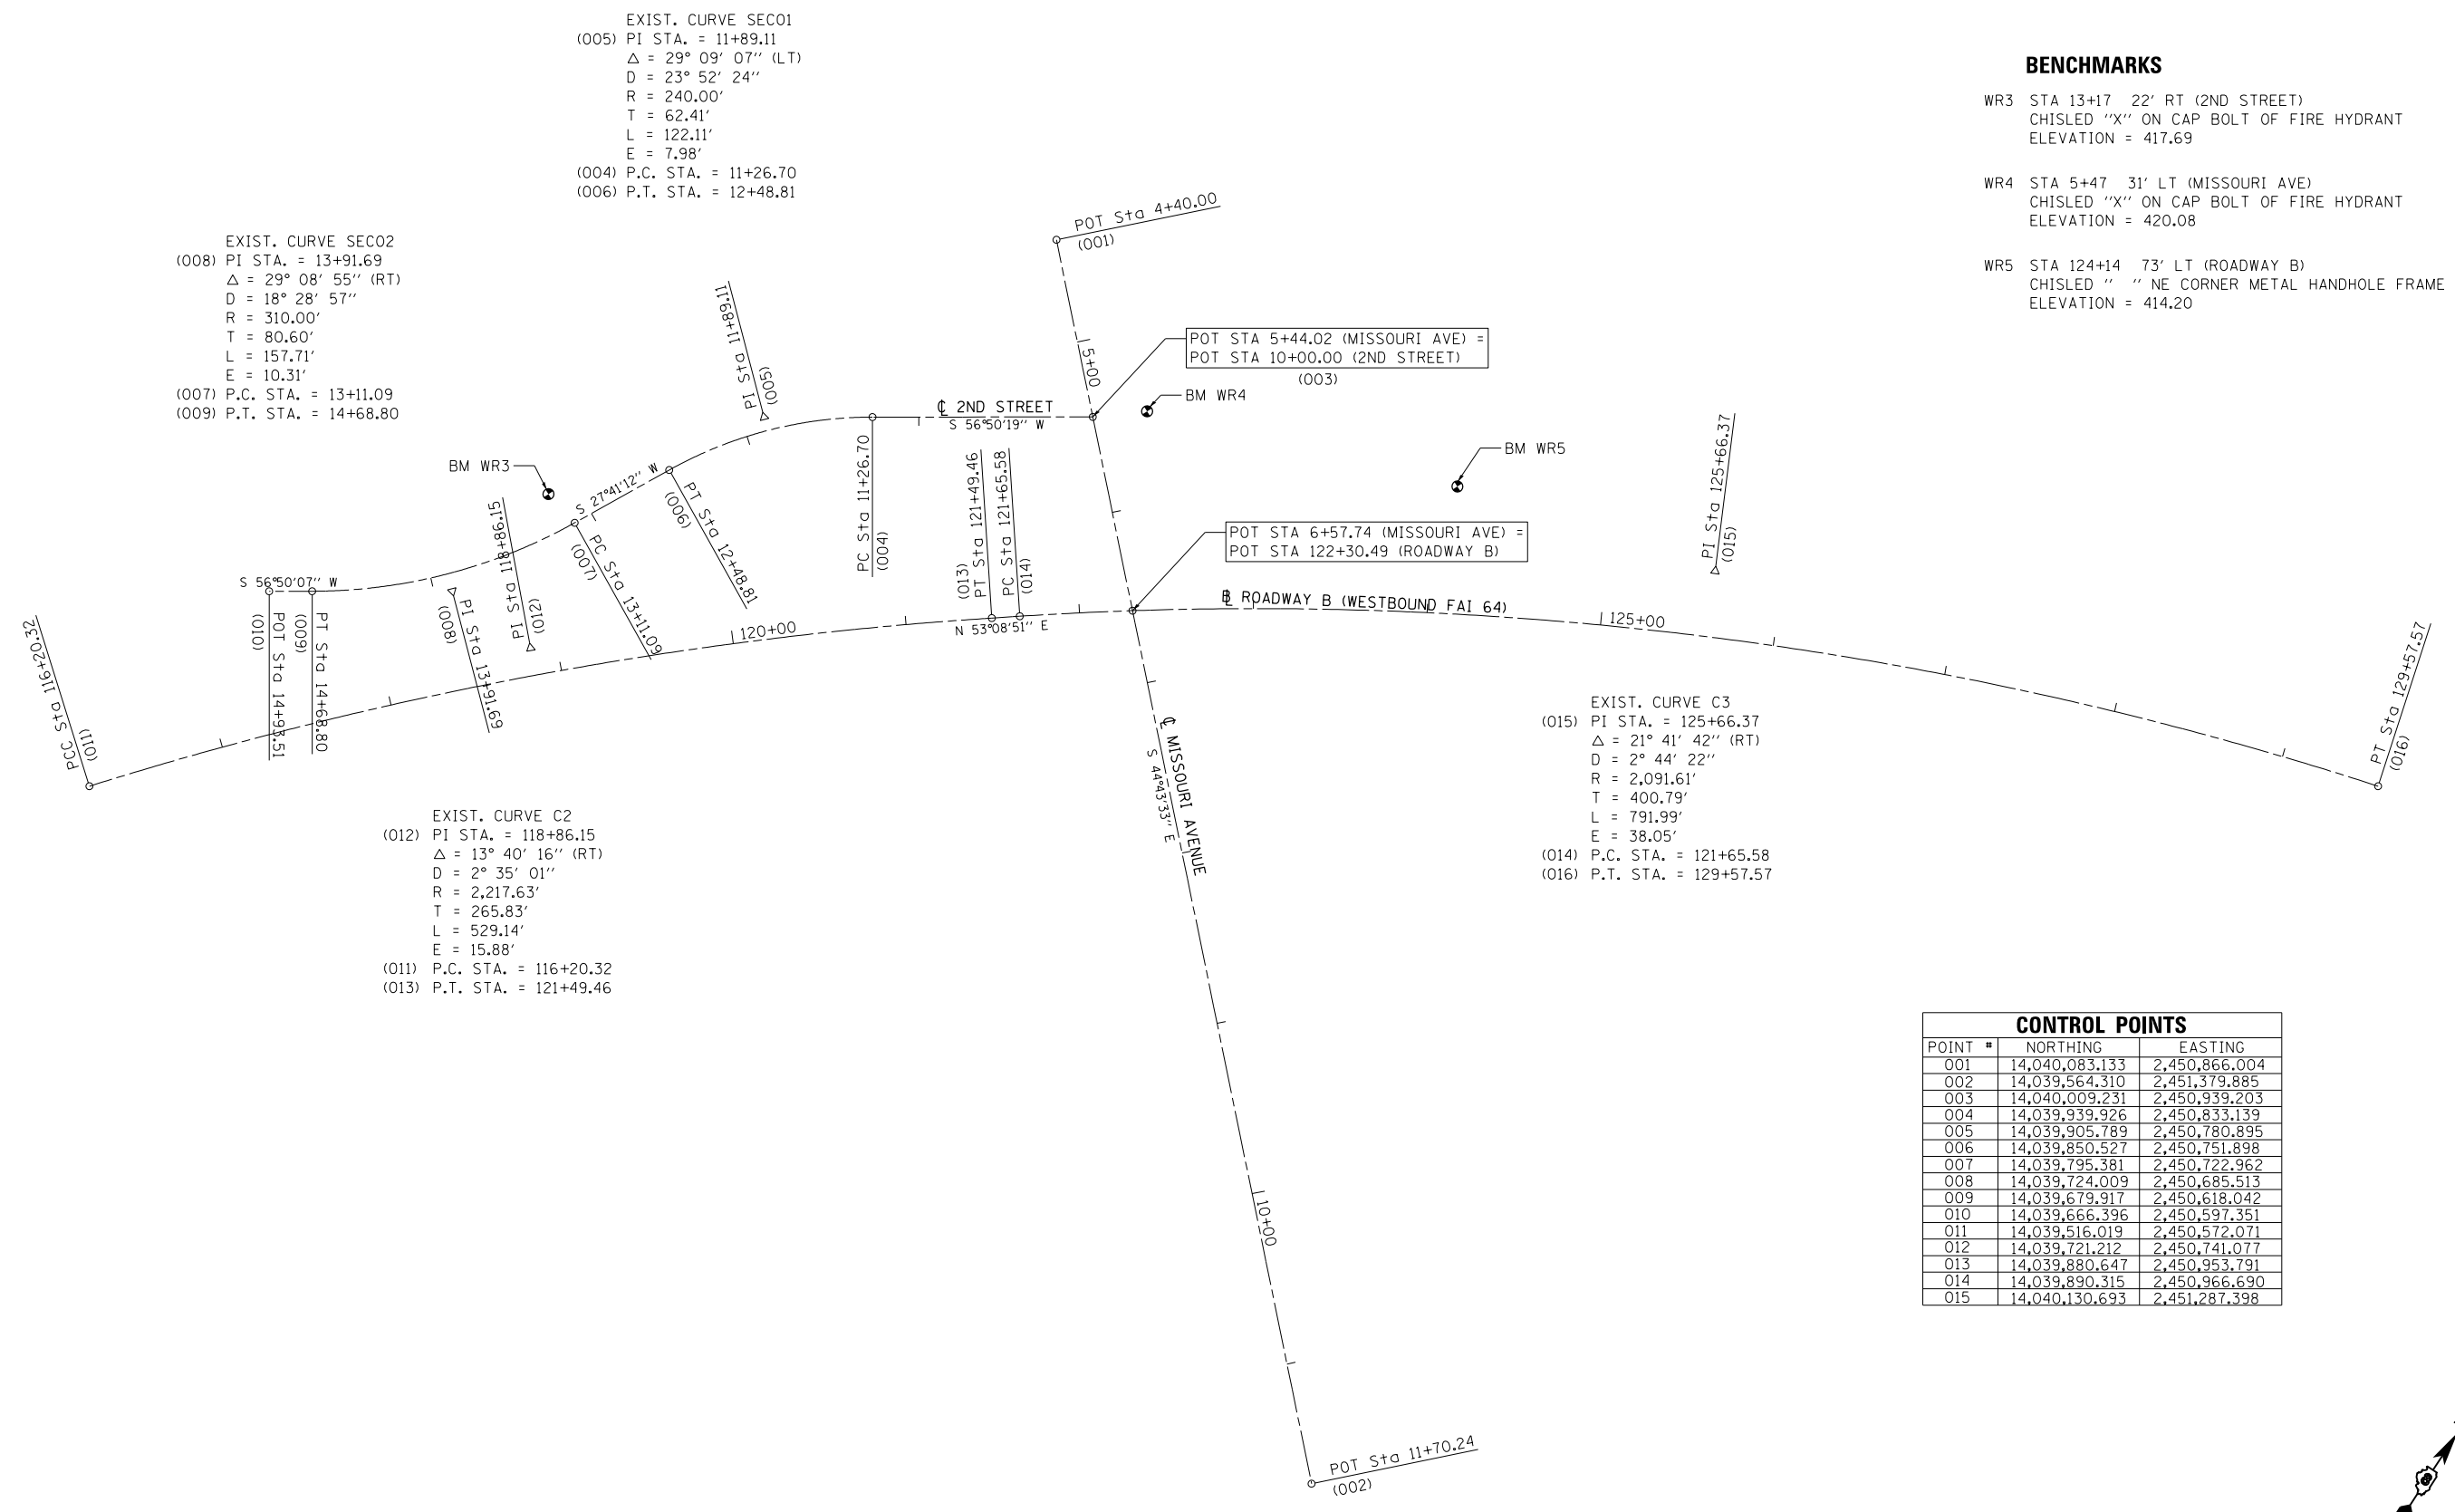 EXIST. CURVE SEC01
(005) PI STA. = 11+89.11
△ = 29° 09' 07'' (LT)
D = 23° 52' 24''
R = 240.00'
T = 62.41'
L = 122.11'
E = 7.98'
(004) P.C. STA. = 11+26.70
(006) P.T. STA. = 12+48.81
EXIST. CURVE SEC02
(008) PI STA. = 13+91.69
△ = 29° 08' 55'' (RT)
D = 18° 28' 57''
R = 310.00'
T = 80.60'
L = 157.71'
E = 10.31'
(007) P.C. STA. = 13+11.09
(009) P.T. STA. = 14+68.80
BENCHMARKS
WR3 STA 13+17 22' RT (2ND STREET)
CHISLED ''X'' ON CAP BOLT OF FIRE HYDRANT
ELEVATION = 417.69
WR4 STA 5+47 31' LT (MISSOURI AVE)
CHISLED ''X'' ON CAP BOLT OF FIRE HYDRANT
ELEVATION = 420.08
WR5 STA 124+14 73' LT (ROADWAY B)
CHISLED '' '' NE CORNER METAL HANDHOLE FRAME
ELEVATION = 414.20
POT Sta 4+40.00
(001)
5+00
POT STA 5+44.02 (MISSOURI AVE) =
POT STA 10+00.00 (2ND STREET)
(003)
BM WR4
PI Sta 11+89.11
(005)
℄ 2ND STREET
S 56°50'19'' W
PC Sta 11+26.70
(004)
BM WR3
S 27°41'12'' W
PT Sta 12+48.81
(006)
PC Sta 13+11.09
(007)
PI Sta 118+86.15
(012)
S 56°50'07'' W
POT Sta 14+93.51
(010)
PT Sta 14+68.80
(009)
PI Sta 13+91.69
(008)
PCC Sta 116+20.32
(011)
120+00
(013)
PT Sta 121+49.46
PC Sta 121+65.58
(014)
N 53°08'51'' E
BM WR5
POT STA 6+57.74 (MISSOURI AVE) =
POT STA 122+30.49 (ROADWAY B)
PI Sta 125+66.37
(015)
BL ROADWAY B (WESTBOUND FAI 64)
125+00
PT Sta 129+57.57
(016)
℄ MISSOURI AVENUE
S 44°43'33'' E
EXIST. CURVE C3
(015) PI STA. = 125+66.37
△ = 21° 41' 42'' (RT)
D = 2° 44' 22''
R = 2,091.61'
T = 400.79'
L = 791.99'
E = 38.05'
(014) P.C. STA. = 121+65.58
(016) P.T. STA. = 129+57.57
EXIST. CURVE C2
(012) PI STA. = 118+86.15
△ = 13° 40' 16'' (RT)
D = 2° 35' 01''
R = 2,217.63'
T = 265.83'
L = 529.14'
E = 15.88'
(011) P.C. STA. = 116+20.32
(013) P.T. STA. = 121+49.46
10+00
POT Sta 11+70.24
(002)
CONTROL POINTS
POINT # NORTHING EASTING
001 14,040,083.133 2,450,866.004
002 14,039,564.310 2,451,379.885
003 14,040,009.231 2,450,939.203
004 14,039,939.926 2,450,833.139
005 14,039,905.789 2,450,780.895
006 14,039,850.527 2,450,751.898
007 14,039,795.381 2,450,722.962
008 14,039,724.009 2,450,685.513
009 14,039,679.917 2,450,618.042
010 14,039,666.396 2,450,597.351
011 14,039,516.019 2,450,572.071
012 14,039,721.212 2,450,741.077
013 14,039,880.647 2,450,953.791
014 14,039,890.315 2,450,966.690
015 14,040,130.693 2,451,287.398